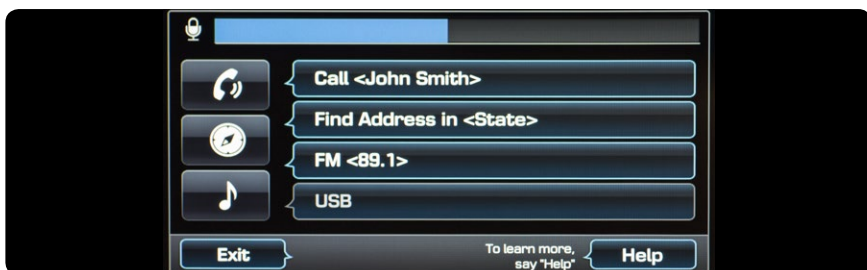 Call <John Smith>
Find Address in <State>
FM <89.1>
USB
Exit
To learn more,
say "Help"
Help